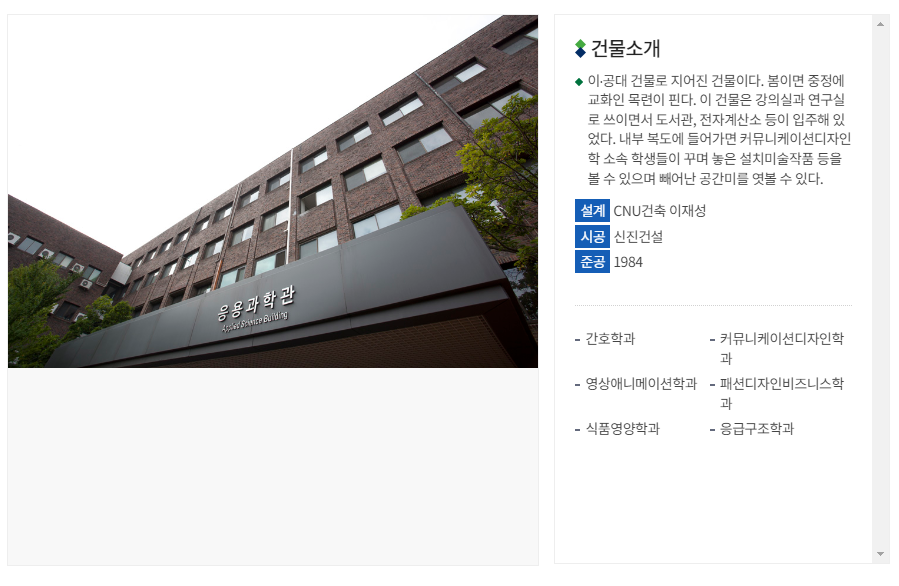 응용과학관
Applied Science Building
건물소개
이·공대 건물로 지어진 건물이다. 봄이면 중정에
교화인 목련이 핀다. 이 건물은 강의실과 연구실
로 쓰이면서 도서관, 전자계산소 등이 입주해 있
었다. 내부 복도에 들어가면 커뮤니케이션디자인
학 소속 학생들이 꾸며 놓은 설치미술작품 등을
볼 수 있으며 빼어난 공간미를 엿볼 수 있다.
설계 CNU건축 이재성
시공 신진건설
준공 1984
- 간호학과
- 커뮤니케이션디자인학
과
- 영상애니메이션학과
- 패션디자인비즈니스학
과
- 식품영양학과
- 응급구조학과